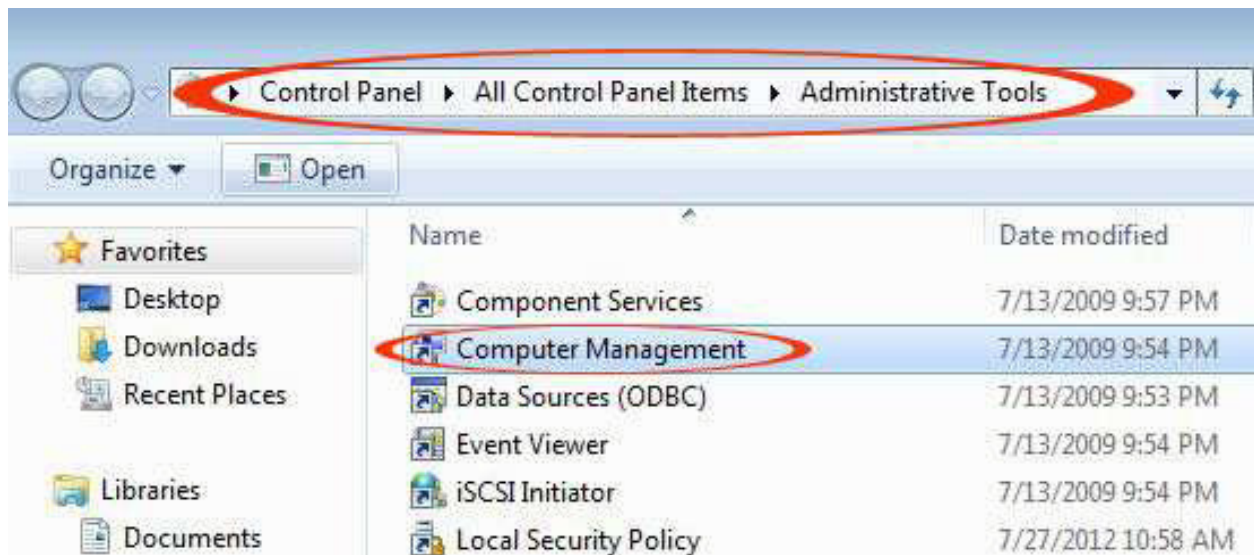 Control Panel All Control Panel Items Administrative Tools
Organize Open
Name Date modified
Favorites
Desktop
Downloads
Recent Places
Libraries
Documents
Component Services 7/13/2009 9:57 PM
Computer Management 7/13/2009 9:54 PM
Data Sources (ODBC) 7/13/2009 9:53 PM
Event Viewer 7/13/2009 9:54 PM
iSCSI Initiator 7/13/2009 9:54 PM
Local Security Policy 7/27/2012 10:58 AM